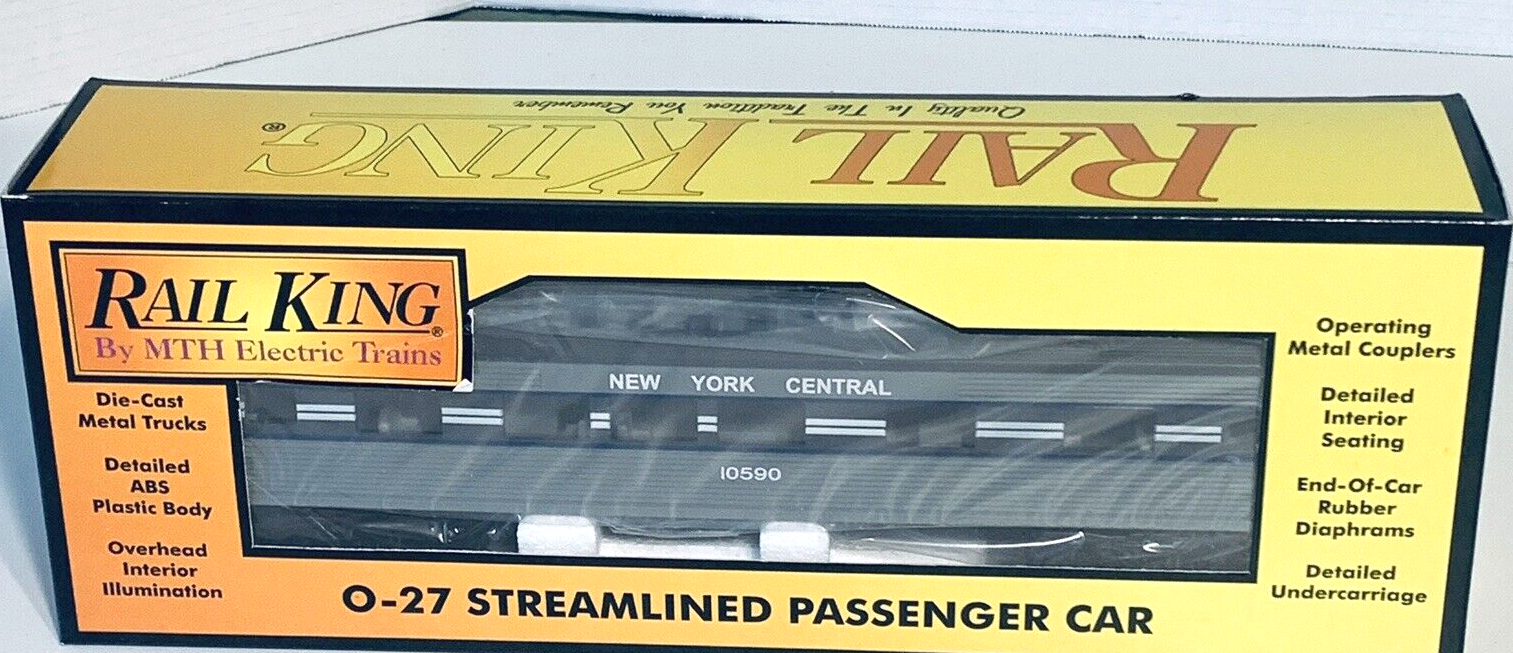 Quality In The Tradition You Remember
RAIL KING®
RAIL KING®
By MTH Electric Trains
Die-Cast
Metal Trucks
Detailed
ABS
Plastic Body
Overhead
Interior
Illumination
NEW YORK CENTRAL
10590
Operating
Metal Couplers
Detailed
Interior
Seating
End-Of-Car
Rubber
Diaphrams
Detailed
Undercarriage
O-27 STREAMLINED PASSENGER CAR